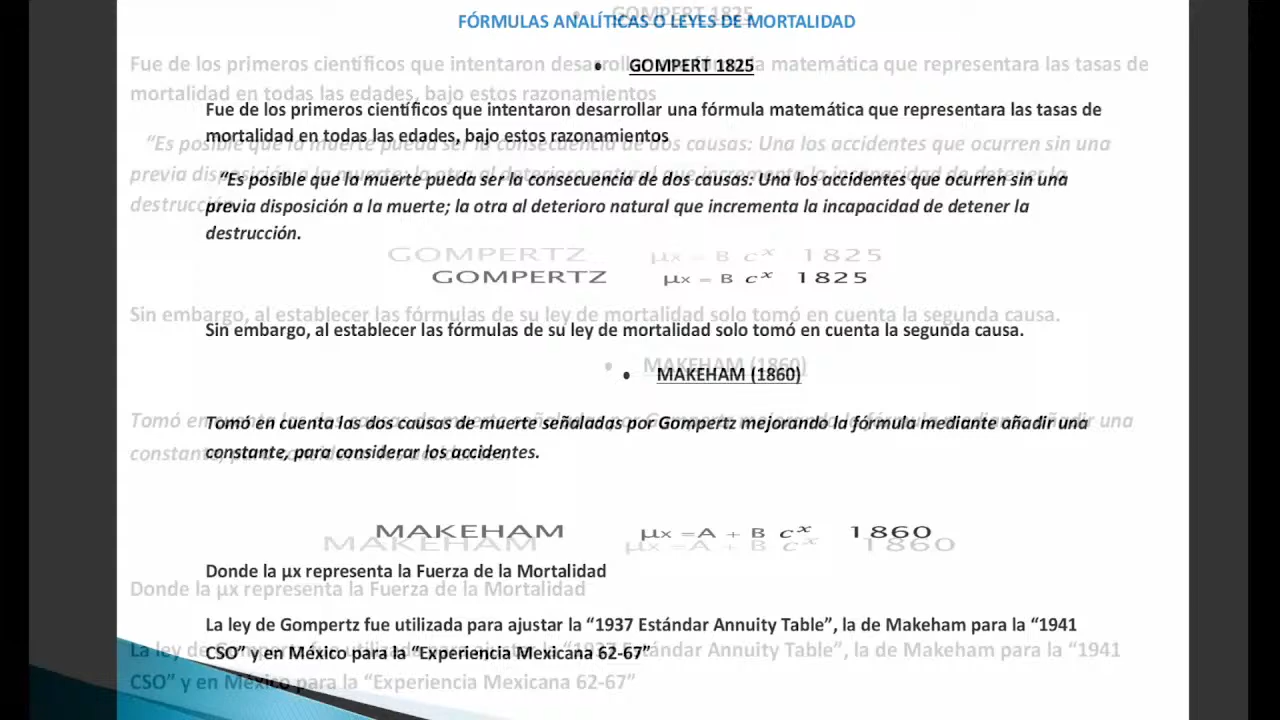 FÓRMULAS ANALÍTICAS O LEYES DE MORTALIDAD
• GOMPERT 1825
Fue de los primeros científicos que intentaron desarrollar una fórmula matemática que representara las tasas de
mortalidad en todas las edades, bajo estos razonamientos
“Es posible que la muerte pueda ser la consecuencia de dos causas: Una los accidentes que ocurren sin una
previa disposición a la muerte; la otra al deterioro natural que incrementa la incapacidad de detener la
destrucción.
GOMPERTZ μx = B c^x 1825
Sin embargo, al establecer las fórmulas de su ley de mortalidad solo tomó en cuenta la segunda causa.
• MAKEHAM (1860)
Tomó en cuenta las dos causas de muerte señaladas por Gompertz mejorando la fórmula mediante añadir una
constante, para considerar los accidentes.
MAKEHAM μx =A + B c^x 1860
Donde la μx representa la Fuerza de la Mortalidad
La ley de Gompertz fue utilizada para ajustar la “1937 Estándar Annuity Table”, la de Makeham para la “1941
CSO” y en México para la “Experiencia Mexicana 62-67”